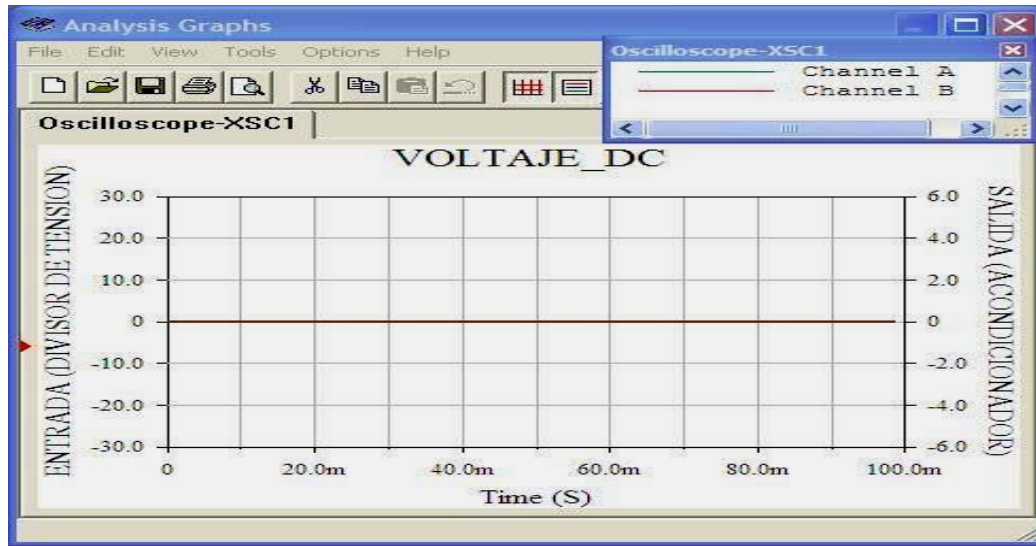 Analysis Graphs
File Edit View Tools Options Help
Oscilloscope-XSC1
Channel A
Channel B
Oscilloscope-XSC1
VOLTAJE_DC
ENTRADA (DIVISOR DE TENSION)
30.0
20.0
10.0
0
-10.0
-20.0
-30.0
6.0
4.0
2.0
0
-2.0
-4.0
-6.0
SALIDA (ACONDICIONADOR)
0 20.0m 40.0m 60.0m 80.0m 100.0m
Time (S)